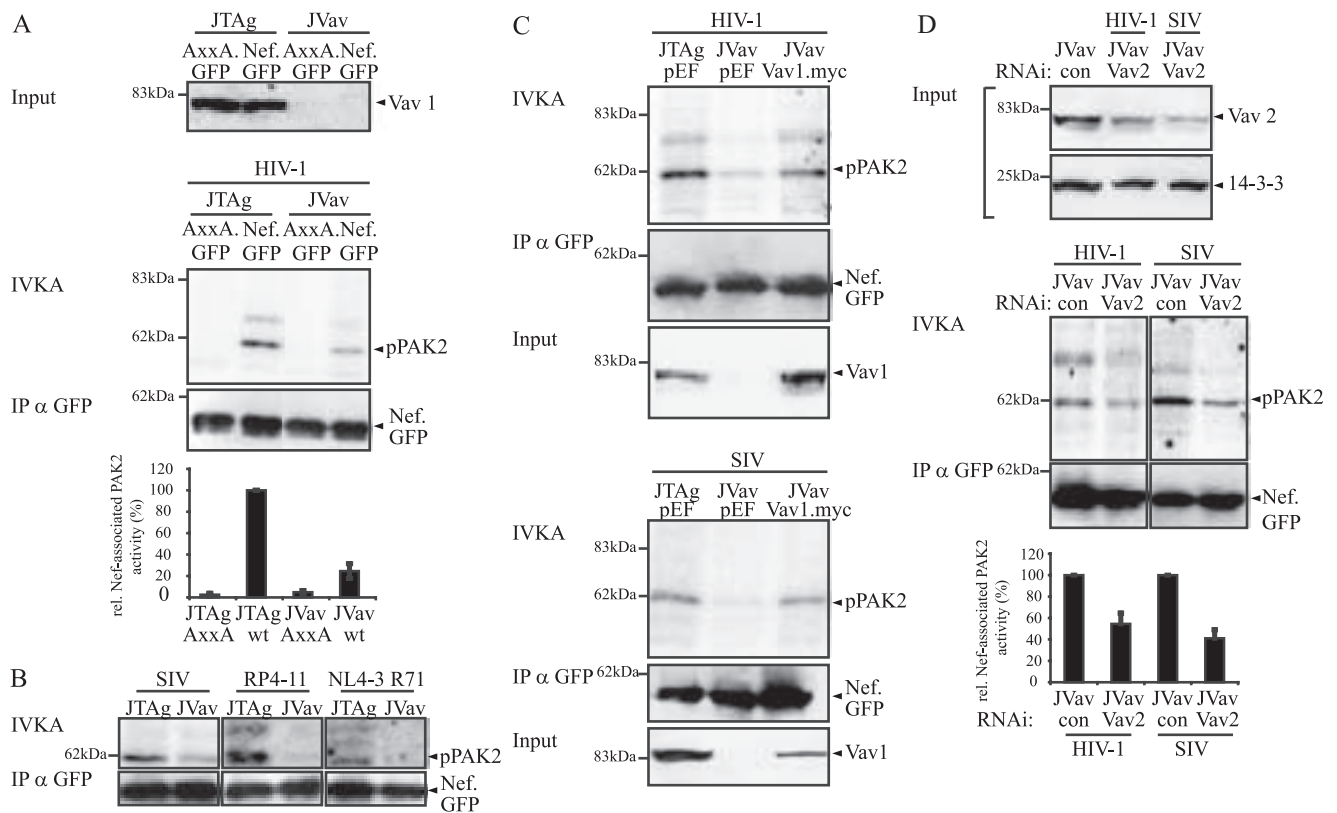 A
JTAg JVav
AxxA. Nef. AxxA. Nef.
GFP GFP GFP GFP
Input
83kDa
Vav 1
HIV-1
JTAg JVav
AxxA. Nef. AxxA. Nef.
GFP GFP GFP GFP
IVKA
83kDa
62kDa
pPAK2
IP α GFP
62kDa
Nef.
GFP
rel. Nef-associated PAK2
activity (%)
120
100
80
60
40
20
0
JTAg JTAg JVav JVav
AxxA wt AxxA wt
B
SIV RP4-11 NL4-3 R71
JTAg JVav JTAg JVav JTAg JVav
IVKA
62kDa
pPAK2
IP α GFP
Nef.
GFP
C
HIV-1
JTAg JVav JVav
pEF pEF Vav1.myc
IVKA
83kDa
62kDa
pPAK2
IP α GFP
62kDa
Nef.
GFP
Input
83kDa
Vav1
SIV
JTAg JVav JVav
pEF pEF Vav1.myc
IVKA
83kDa
62kDa
pPAK2
IP α GFP
62kDa
Nef.
GFP
Input
83kDa
Vav1
D
HIV-1 SIV
JVav JVav JVav
RNAi: con Vav2 Vav2
Input
83kDa
Vav 2
25kDa
14-3-3
HIV-1 SIV
JVav JVav JVav JVav
RNAi: con Vav2 con Vav2
IVKA
62kDa
pPAK2
IP α GFP
62kDa
Nef.
GFP
rel. Nef-associated PAK2
activity (%)
120
100
80
60
40
20
0
JVav JVav JVav JVav
RNAi: con Vav2 con Vav2
HIV-1 SIV